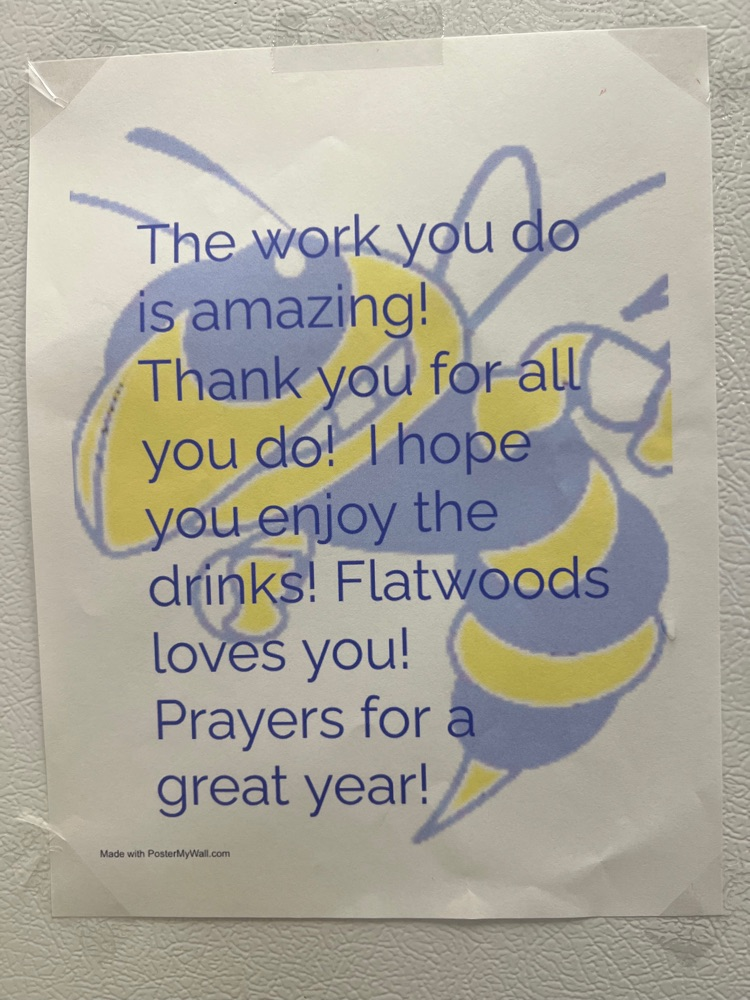 The work you do
is amazing!
Thank you for all
you do! I hope
you enjoy the
drinks! Flatwoods
loves you!
Prayers for a
great year!
Made with PosterMyWall.com